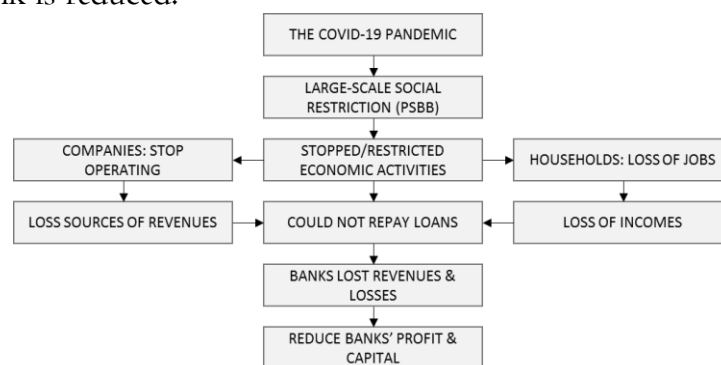 nk is reduced.
THE COVID-19 PANDEMIC
LARGE-SCALE SOCIAL
RESTRICTION (PSBB)
COMPANIES: STOP
OPERATING
STOPPED/RESTRICTED
ECONOMIC ACTIVITIES
HOUSEHOLDS: LOSS OF JOBS
LOSS SOURCES OF REVENUES
COULD NOT REPAY LOANS
LOSS OF INCOMES
BANKS LOST REVENUES &
LOSSES
REDUCE BANKS' PROFIT &
CAPITAL